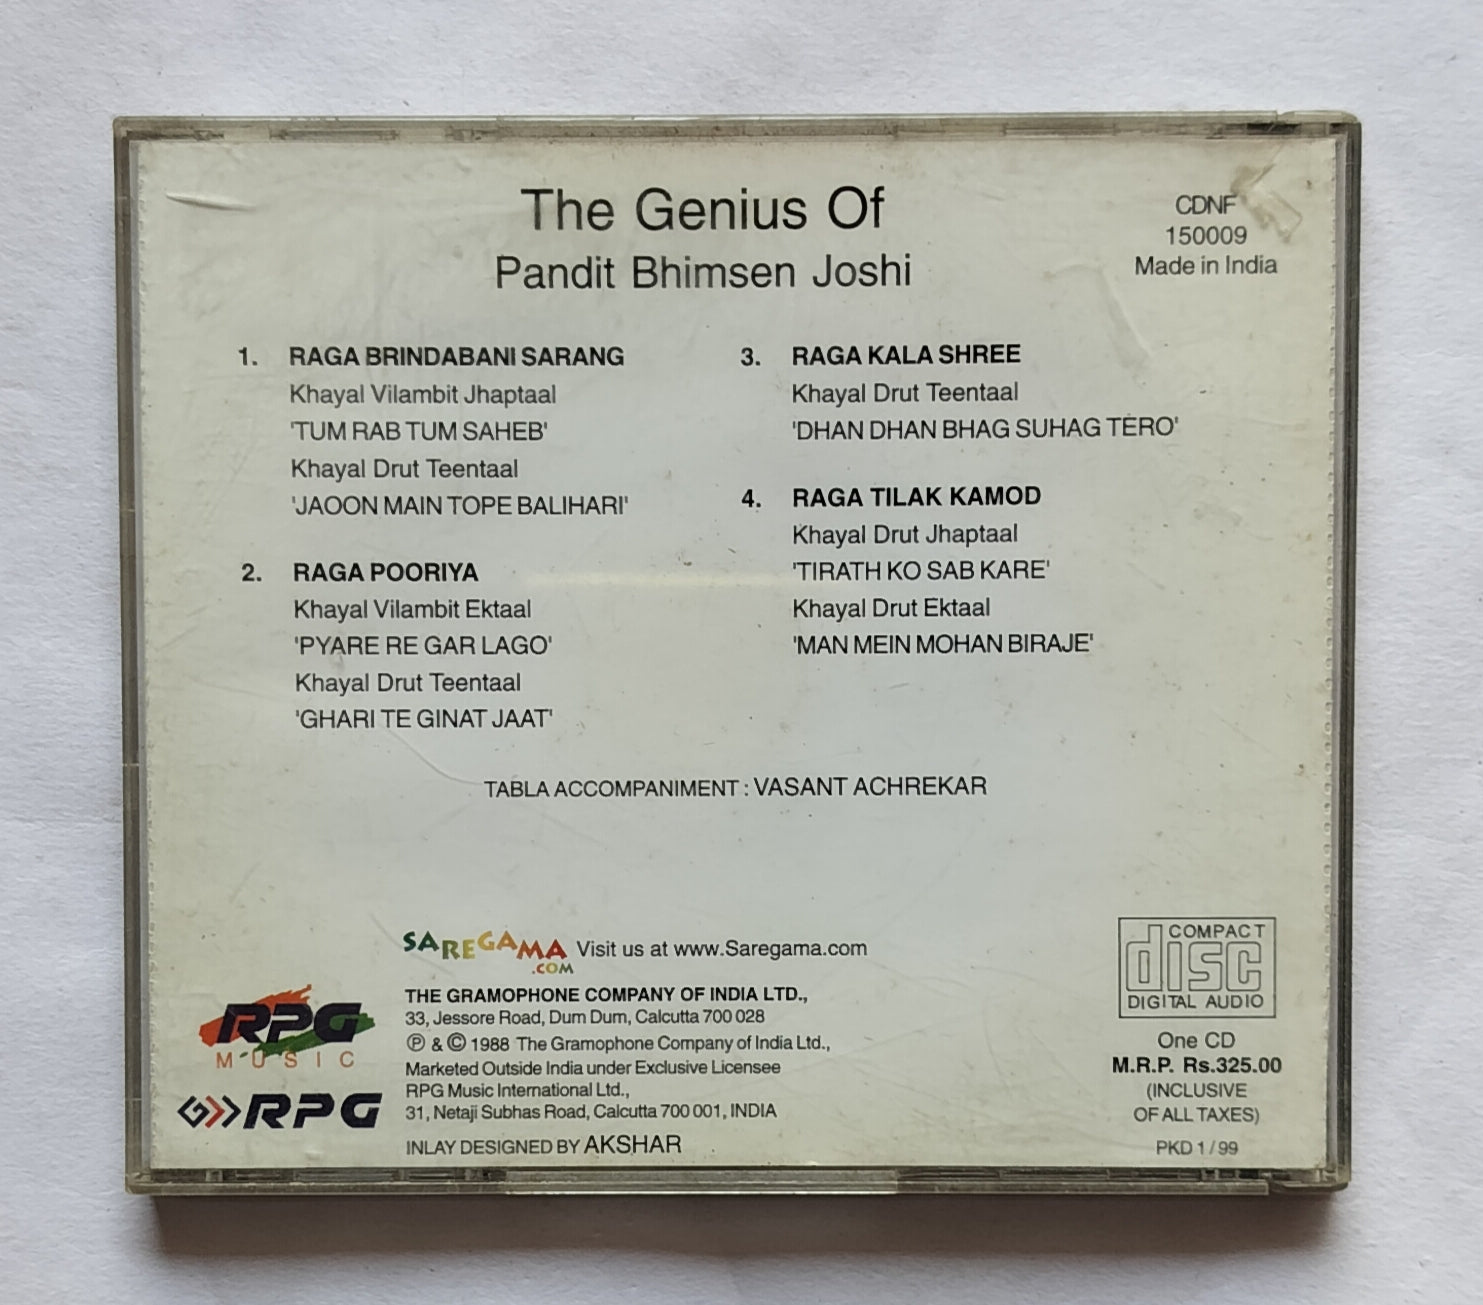 The Genius Of
Pandit Bhimsen Joshi
CDNF
150009
Made in India
1. RAGA BRINDABANI SARANG
Khayal Vilambit Jhaptaal
'TUM RAB TUM SAHEB'
Khayal Drut Teentaal
'JAOON MAIN TOPE BALIHARI'
2. RAGA POORIYA
Khayal Vilambit Ektaal
'PYARE RE GAR LAGO'
Khayal Drut Teentaal
'GHARI TE GINAT JAAT'
3. RAGA KALA SHREE
Khayal Drut Teentaal
'DHAN DHAN BHAG SUHAG TERO'
4. RAGA TILAK KAMOD
Khayal Drut Jhaptaal
'TIRATH KO SAB KARE'
Khayal Drut Ektaal
'MAN MEIN MOHAN BIRAJE'
TABLA ACCOMPANIMENT : VASANT ACHREKAR
SAREGAMA.COM Visit us at www.Saregama.com
RPG
MUSIC
RPG
THE GRAMOPHONE COMPANY OF INDIA LTD.,
33, Jessore Road, Dum Dum, Calcutta 700 028
℗ & © 1988 The Gramophone Company of India Ltd.,
Marketed Outside India under Exclusive Licensee
RPG Music International Ltd.,
31, Netaji Subhas Road, Calcutta 700 001, INDIA
INLAY DESIGNED BY AKSHAR
COMPACT
disc
DIGITAL AUDIO
One CD
M.R.P. Rs.325.00
(INCLUSIVE
OF ALL TAXES)
PKD 1 / 99